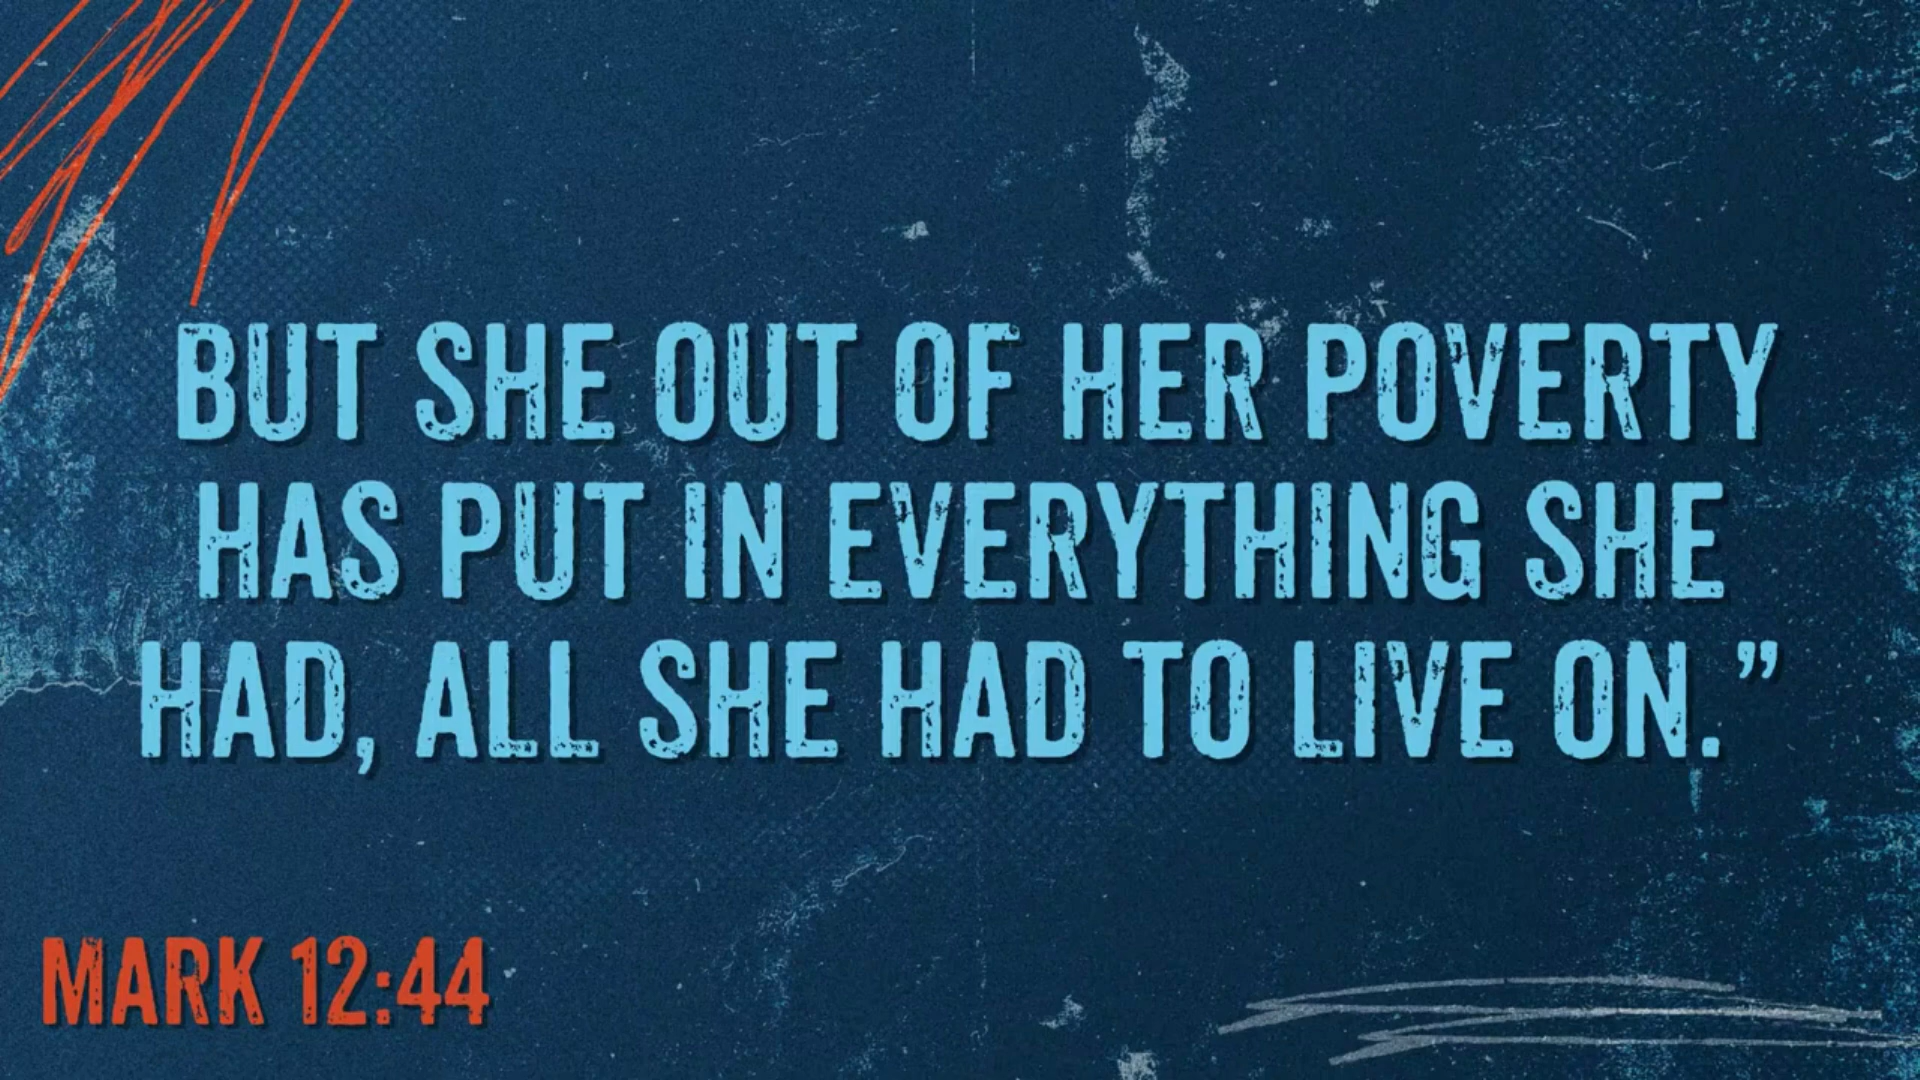 BUT SHE OUT OF HER POVERTY
HAS PUT IN EVERYTHING SHE
HAD, ALL SHE HAD TO LIVE ON.”
MARK 12:44